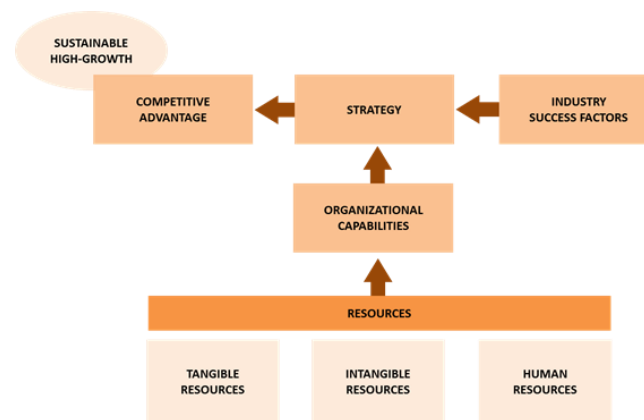 SUSTAINABLE
HIGH-GROWTH
COMPETITIVE
ADVANTAGE
STRATEGY
INDUSTRY
SUCCESS FACTORS
ORGANIZATIONAL
CAPABILITIES
RESOURCES
TANGIBLE
RESOURCES
INTANGIBLE
RESOURCES
HUMAN
RESOURCES